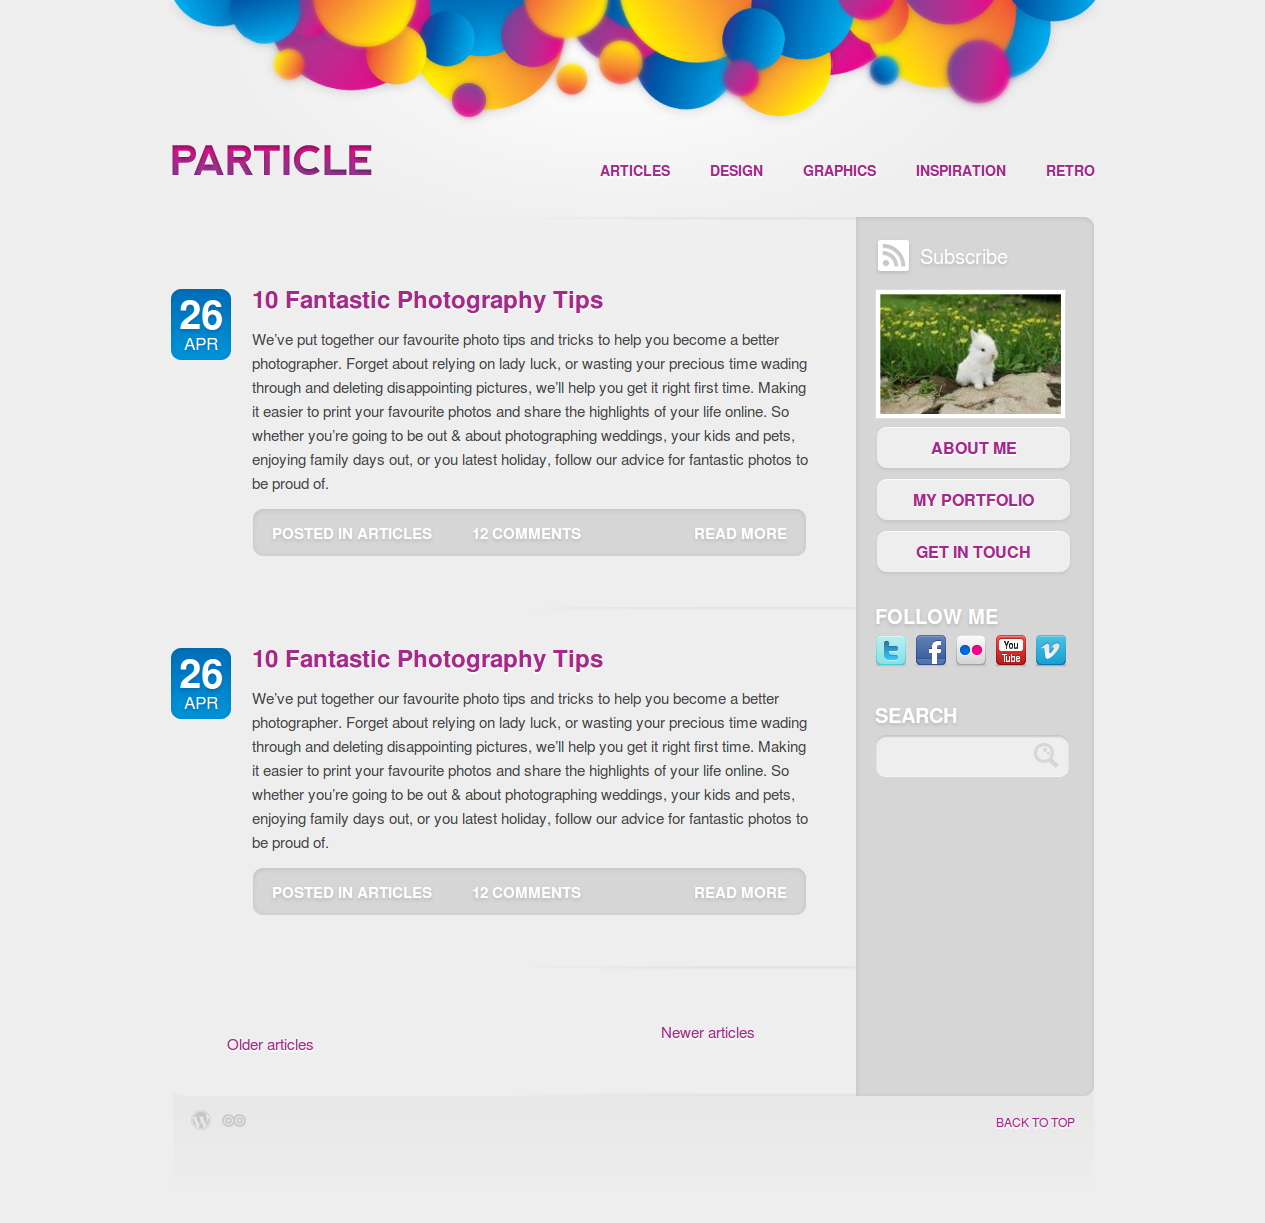 PARTICLE
ARTICLES DESIGN GRAPHICS INSPIRATION RETRO
26
APR
10 Fantastic Photography Tips
We’ve put together our favourite photo tips and tricks to help you become a better
photographer. Forget about relying on lady luck, or wasting your precious time wading
through and deleting disappointing pictures, we’ll help you get it right first time. Making
it easier to print your favourite photos and share the highlights of your life online. So
whether you’re going to be out & about photographing weddings, your kids and pets,
enjoying family days out, or you latest holiday, follow our advice for fantastic photos to
be proud of.
POSTED IN ARTICLES 12 COMMENTS READ MORE
26
APR
10 Fantastic Photography Tips
We’ve put together our favourite photo tips and tricks to help you become a better
photographer. Forget about relying on lady luck, or wasting your precious time wading
through and deleting disappointing pictures, we’ll help you get it right first time. Making
it easier to print your favourite photos and share the highlights of your life online. So
whether you’re going to be out & about photographing weddings, your kids and pets,
enjoying family days out, or you latest holiday, follow our advice for fantastic photos to
be proud of.
POSTED IN ARTICLES 12 COMMENTS READ MORE
Older articles
Newer articles
Subscribe
ABOUT ME
MY PORTFOLIO
GET IN TOUCH
FOLLOW ME
You
Tube
SEARCH
BACK TO TOP